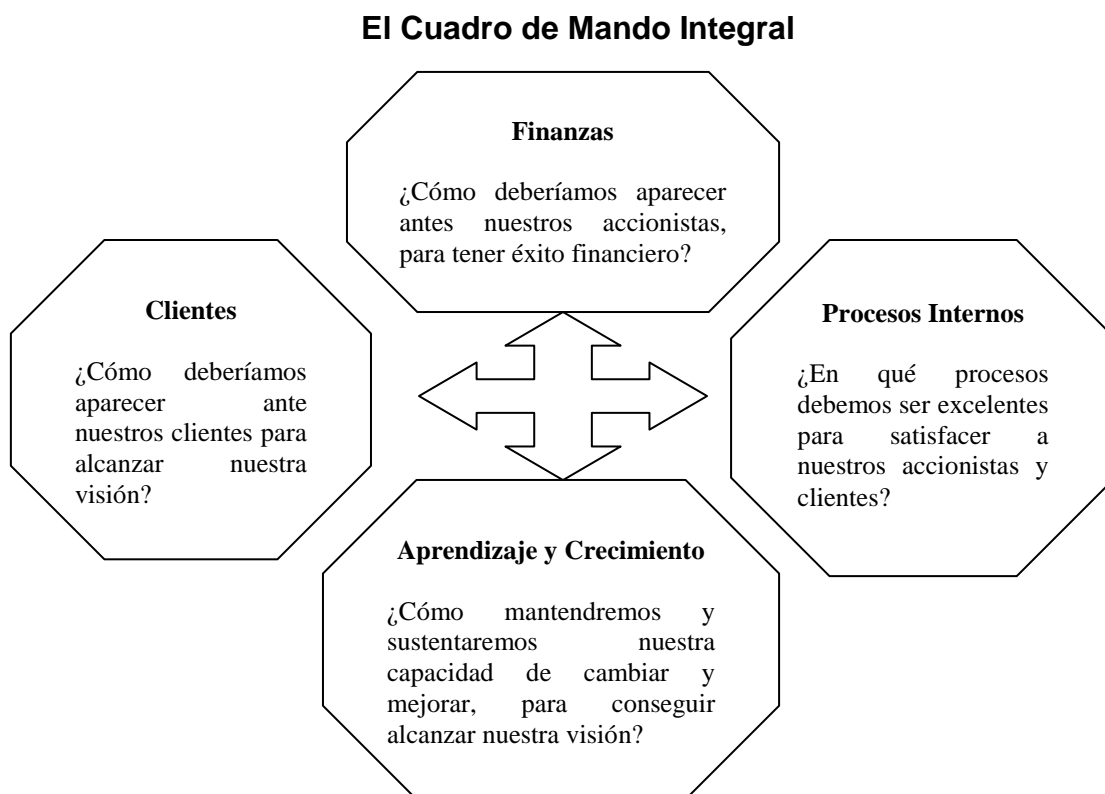 El Cuadro de Mando Integral
Finanzas
¿Cómo deberíamos aparecer
antes nuestros accionistas,
para tener éxito financiero?
Clientes
¿Cómo deberíamos
aparecer ante
nuestros clientes para
alcanzar nuestra
visión?
Procesos Internos
¿En qué procesos
debemos ser excelentes
para satisfacer a
nuestros accionistas y
clientes?
Aprendizaje y Crecimiento
¿Cómo mantendremos y
sustentaremos nuestra
capacidad de cambiar y
mejorar, para conseguir
alcanzar nuestra visión?